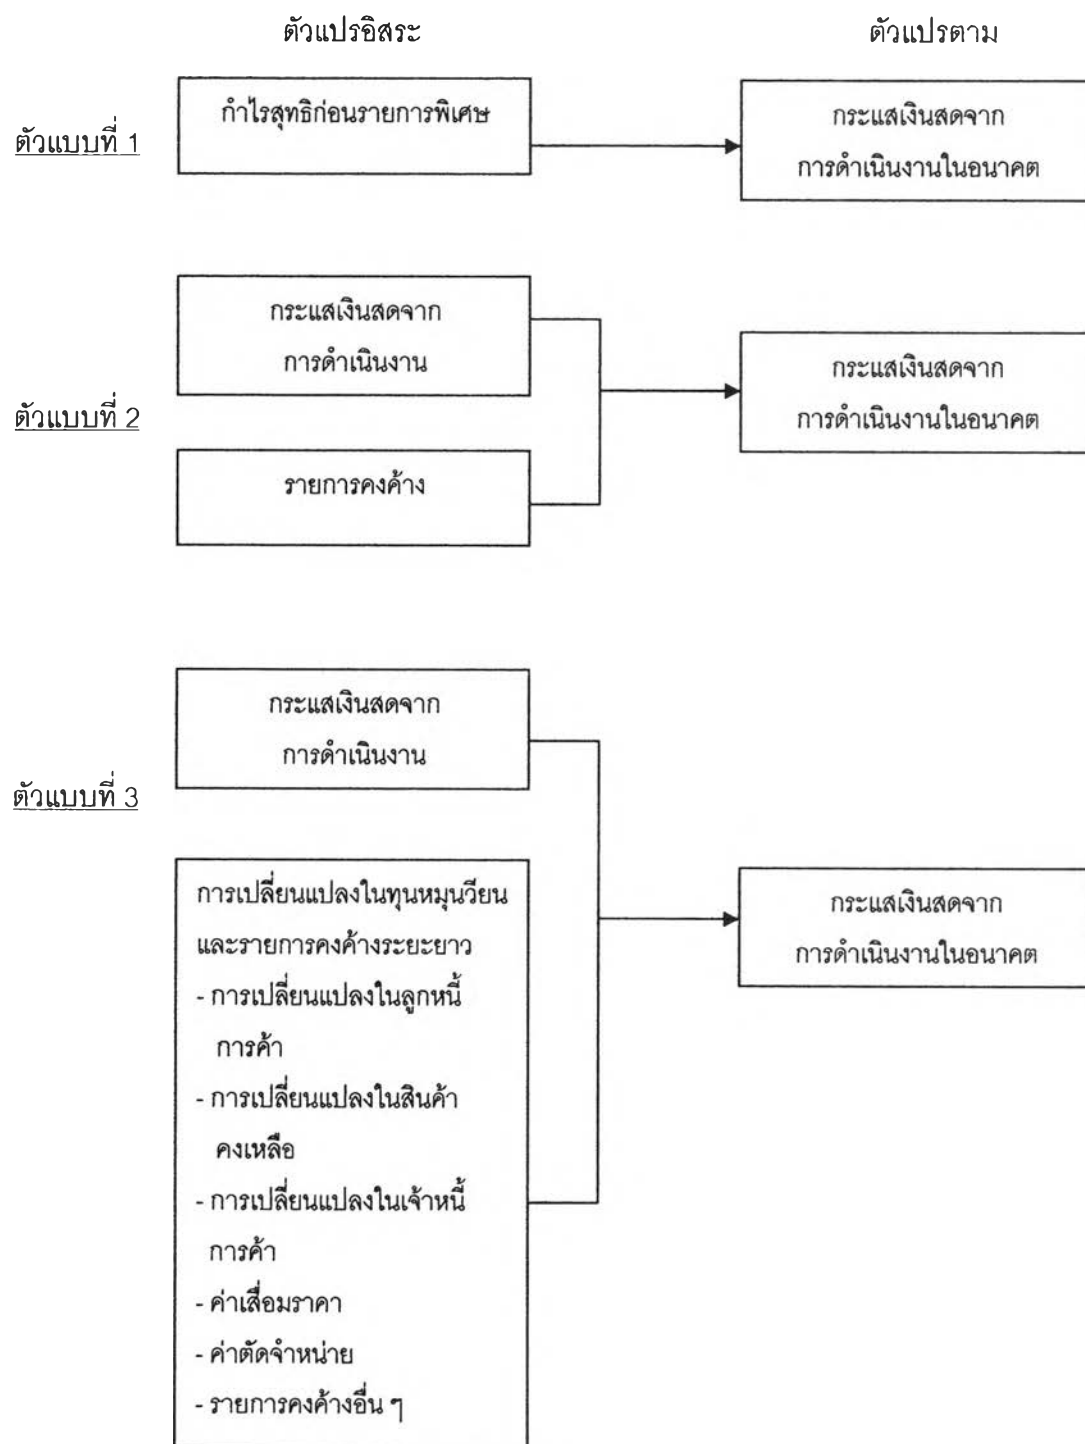 ตัวแปรอิสระ
ตัวแปรตาม
ตัวแบบที่ 1
กำไรสุทธิก่อนรายการพิเศษ
กระแสเงินสดจาก
การดำเนินงานในอนาคต
ตัวแบบที่ 2
กระแสเงินสดจาก
การดำเนินงาน
รายการคงค้าง
กระแสเงินสดจาก
การดำเนินงานในอนาคต
ตัวแบบที่ 3
กระแสเงินสดจาก
การดำเนินงาน
การเปลี่ยนแปลงในทุนหมุนวียน
และรายการคงค้างระยะยาว
- การเปลี่ยนแปลงในลูกหนี้
การค้า
- การเปลี่ยนแปลงในสินค้า
คงเหลือ
- การเปลี่ยนแปลงในเจ้าหนี้
การค้า
- ค่าเสื่อมราคา
- ค่าตัดจำหน่าย
- รายการคงค้างอื่น ๆ
กระแสเงินสดจาก
การดำเนินงานในอนาคต